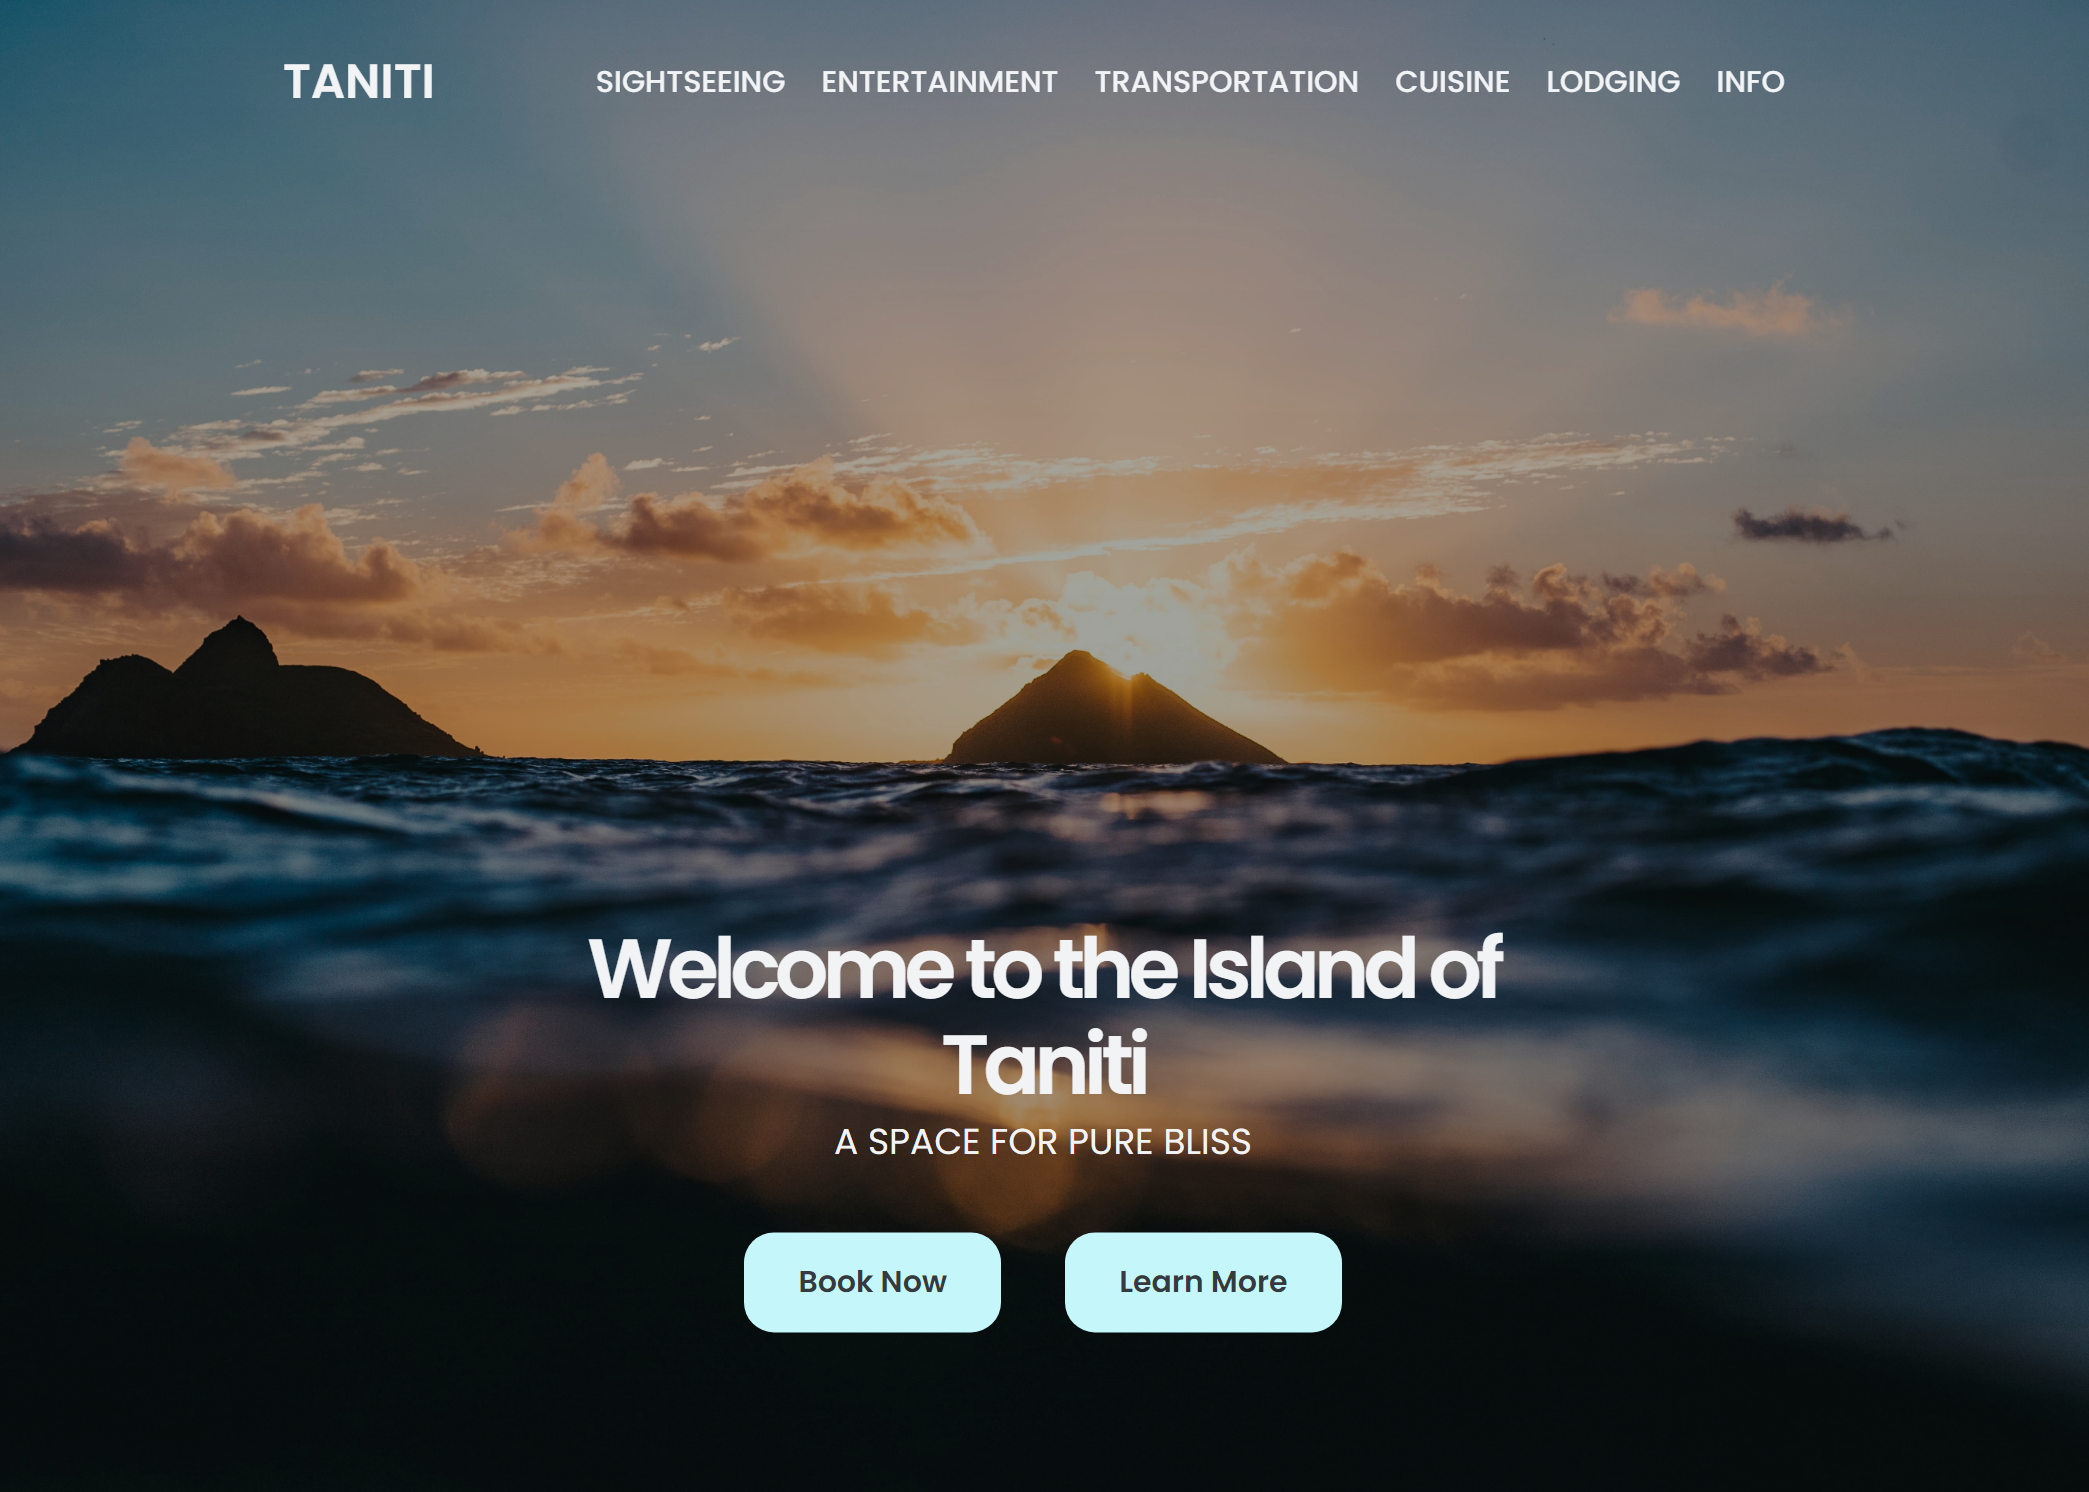 TANITI
SIGHTSEEING ENTERTAINMENT TRANSPORTATION CUISINE LODGING INFO
Welcome to the Island of
Taniti
A SPACE FOR PURE BLISS
Book Now
Learn More